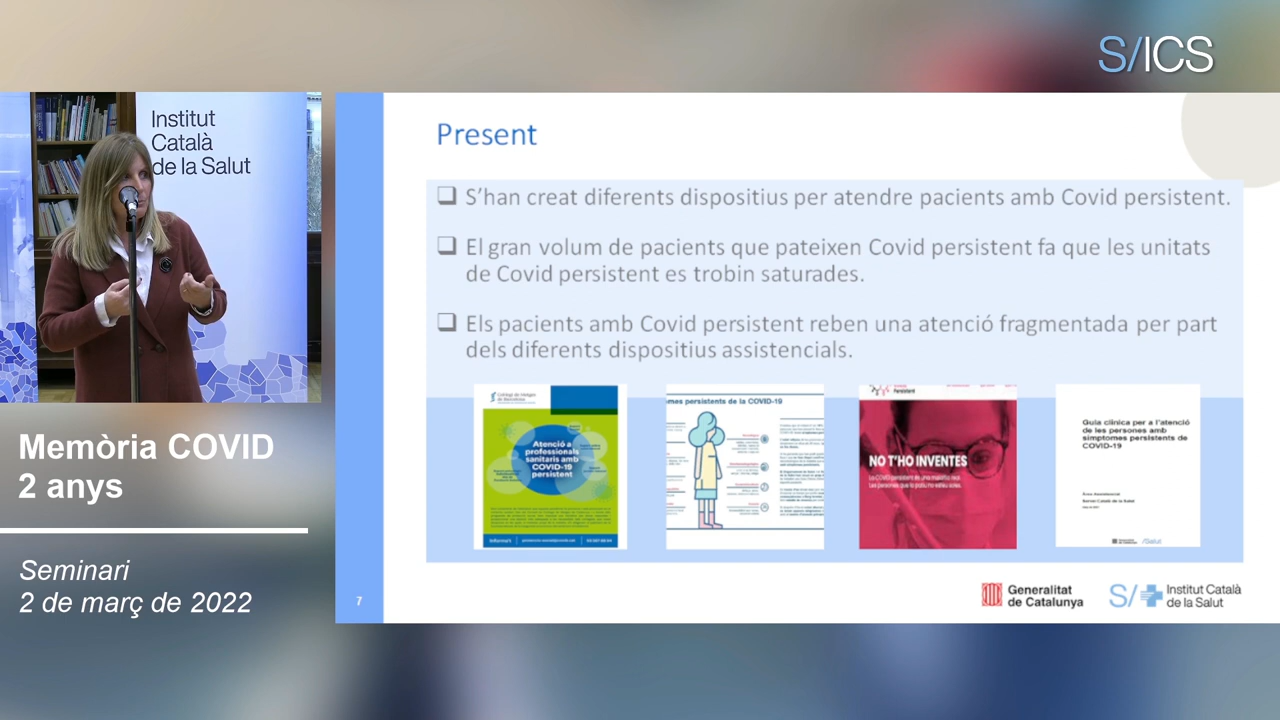 S/ICS
Institut
Català
de la Salut
Memòria COVID
2 anys
Seminari
2 de març de 2022
Present
S’han creat diferents dispositius per atendre pacients amb Covid persistent.
El gran volum de pacients que pateixen Covid persistent fa que les unitats
de Covid persistent es trobin saturades.
Els pacients amb Covid persistent reben una atenció fragmentada per part
dels diferents dispositius assistencials.
Atenció a
professionals
sanitaris amb
COVID-19
persistent
mes persistents de la COVID-19
Persistent
NO T'HO INVENTES
Guia clínica per a l'atenció
de les persones amb
símptomes persistents de
COVID-19
7
Generalitat
de Catalunya
S/
Institut Català
de la Salut